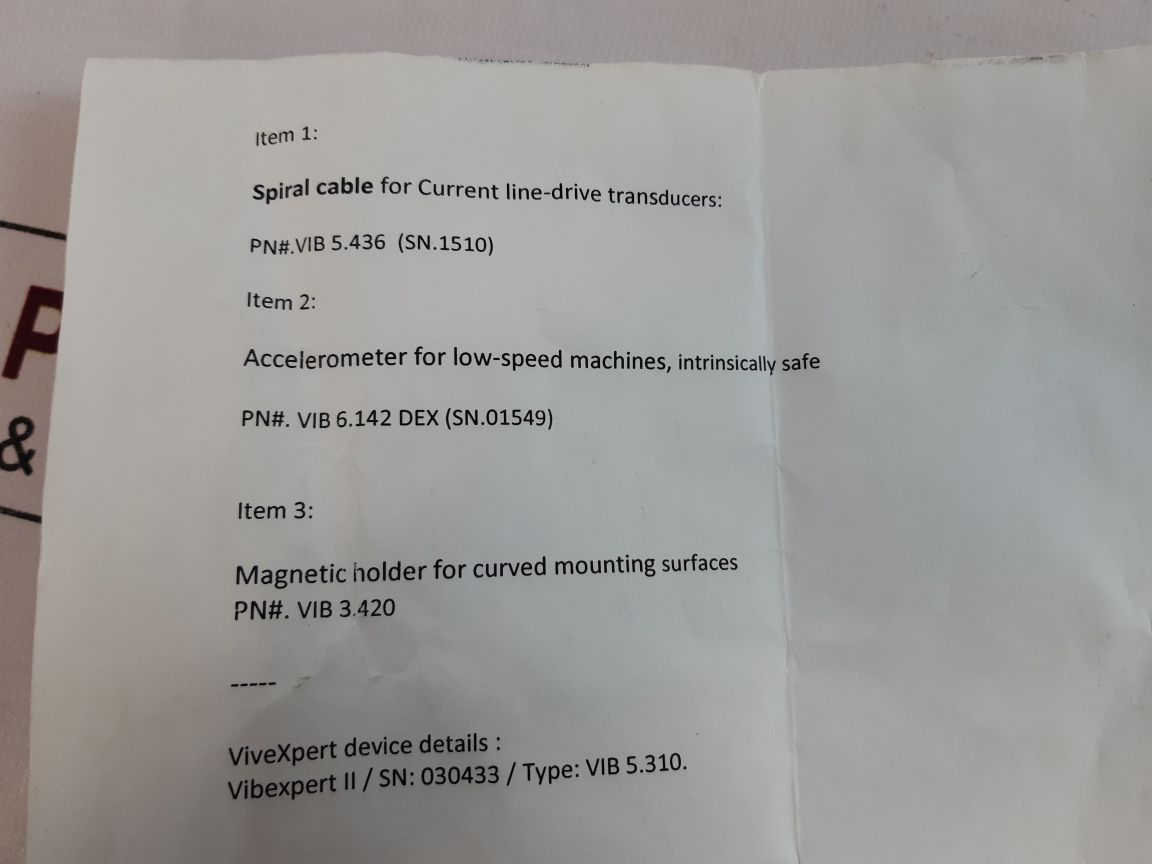 Item 1:
Spiral cable for Current line-drive transducers:
PN#.VIB 5.436 (SN.1510)
Item 2:
Accelerometer for low-speed machines, intrinsically safe
PN#. VIB 6.142 DEX (SN.01549)
Item 3:
Magnetic holder for curved mounting surfaces
PN#. VIB 3.420
-----
ViveXpert device details :
Vibexpert II / SN: 030433 / Type: VIB 5.310.
P
&